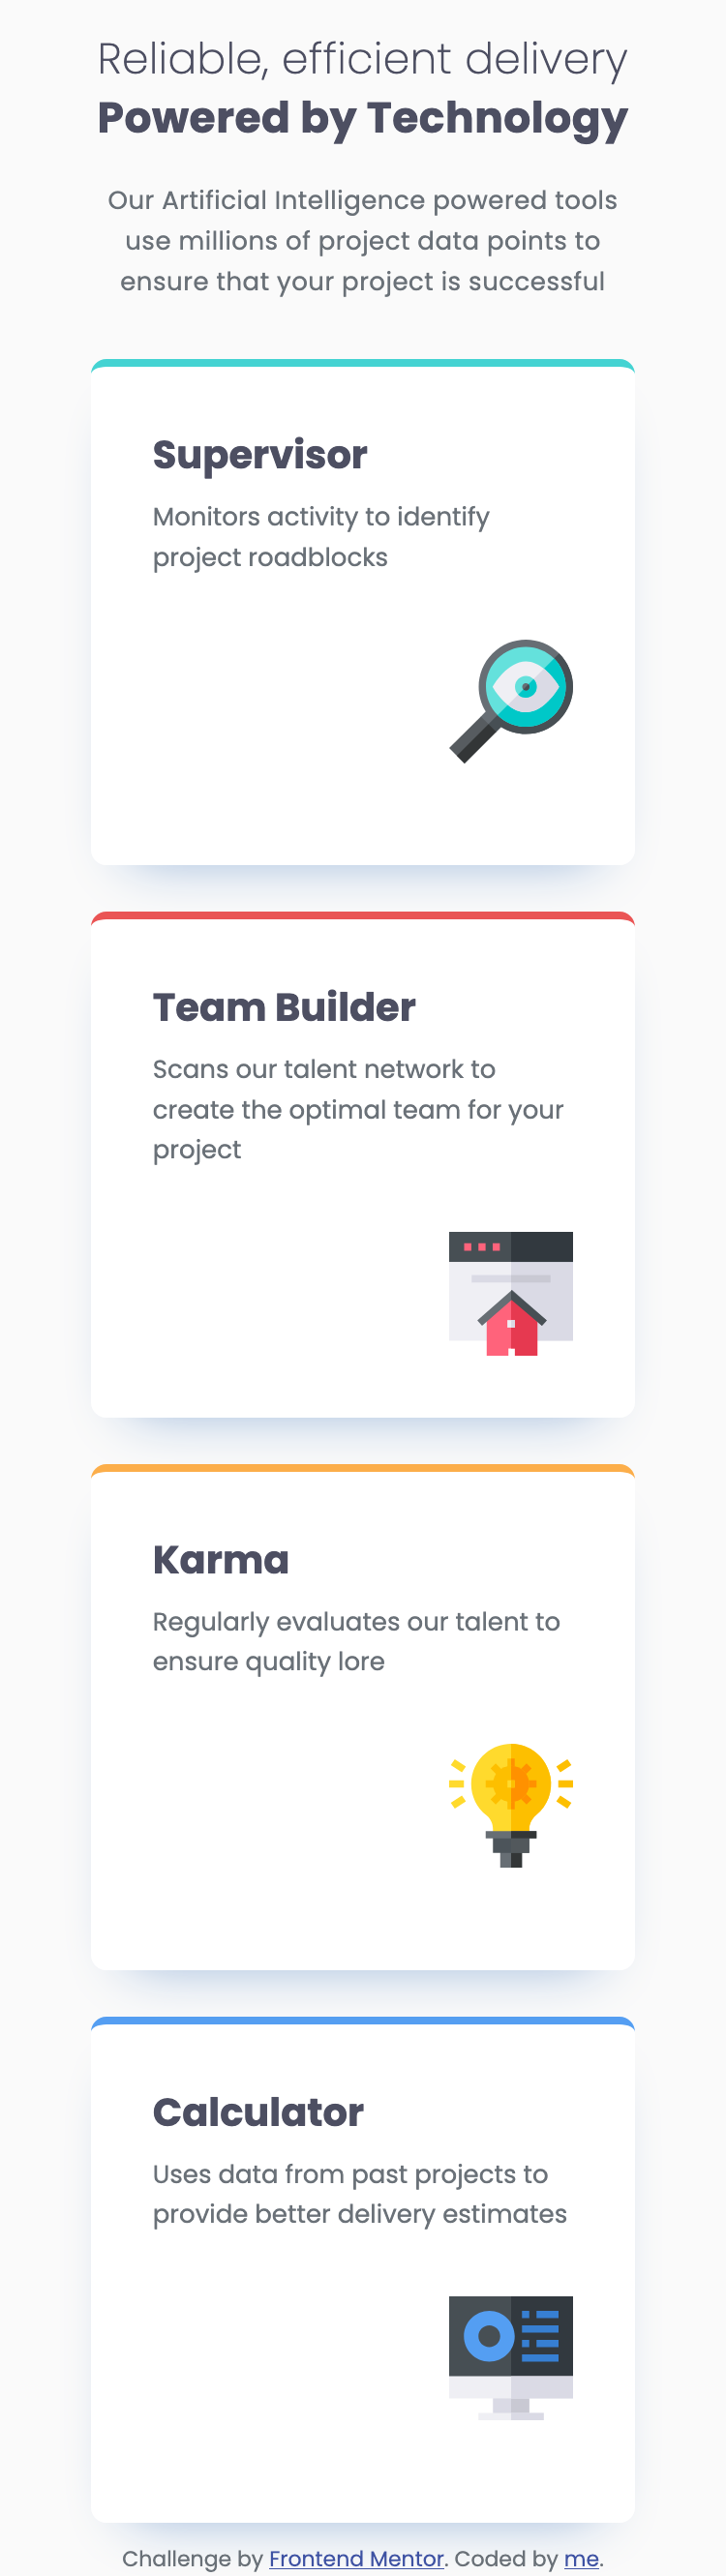 Reliable, efficient delivery
Powered by Technology
Our Artificial Intelligence powered tools
use millions of project data points to
ensure that your project is successful
Supervisor
Monitors activity to identify
project roadblocks
Team Builder
Scans our talent network to
create the optimal team for your
project
Karma
Regularly evaluates our talent to
ensure quality lore
Calculator
Uses data from past projects to
provide better delivery estimates
Challenge by Frontend Mentor. Coded by me.